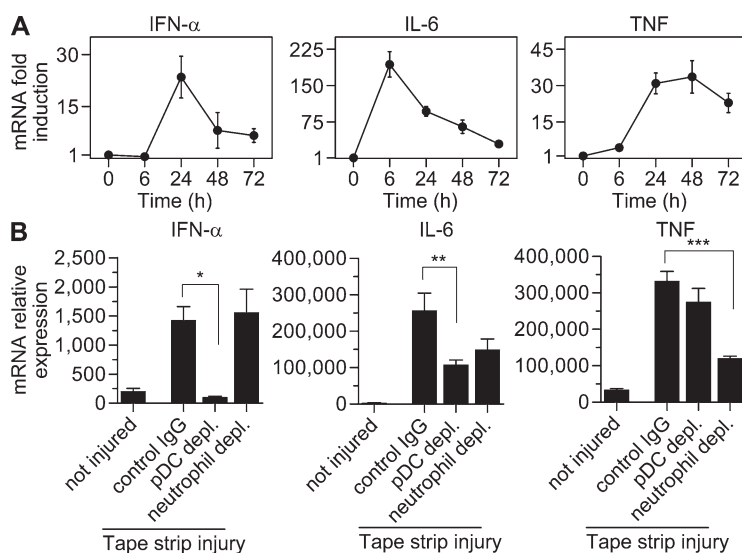 A
IFN-α
IL-6
TNF
mRNA fold
induction
30
15
1
0 6 24 48 72
Time (h)
225
150
75
1
0 6 24 48 72
Time (h)
45
30
15
1
0 6 24 48 72
Time (h)
B
IFN-α
IL-6
TNF
mRNA relative
expression
2,500
2,000
1,500
1,000
500
0
*
not injured
control IgG
pDC depl.
neutrophil depl.
Tape strip injury
400,000
300,000
200,000
100,000
0
**
not injured
control IgG
pDC depl.
neutrophil depl.
Tape strip injury
400,000
300,000
200,000
100,000
0
***
not injured
control IgG
pDC depl.
neutrophil depl.
Tape strip injury